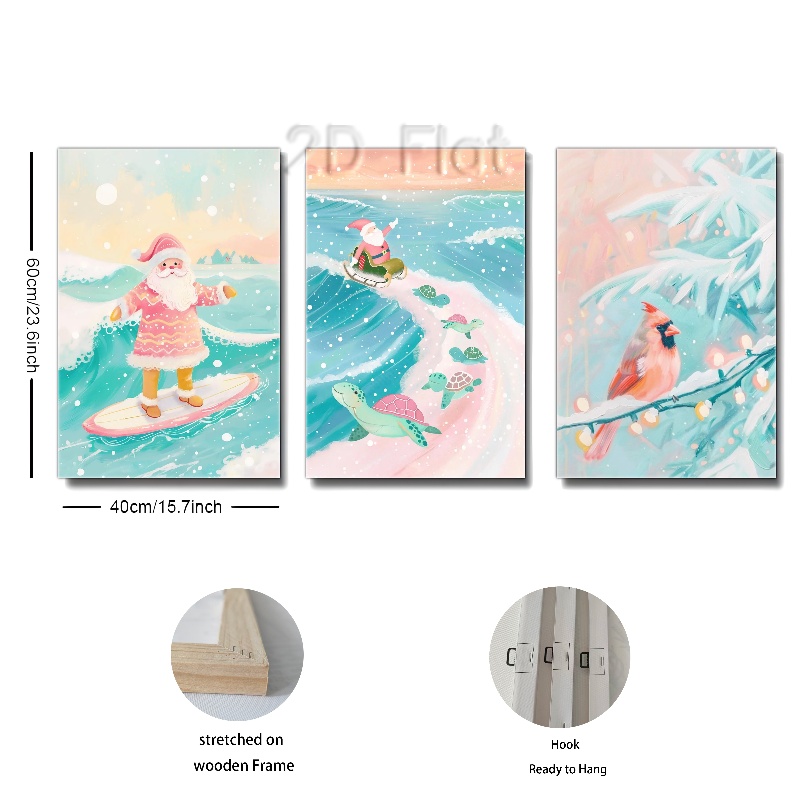 2D Flat
60cm/23.6inch
40cm/15.7inch
stretched on
wooden Frame
Hook
Ready to Hang